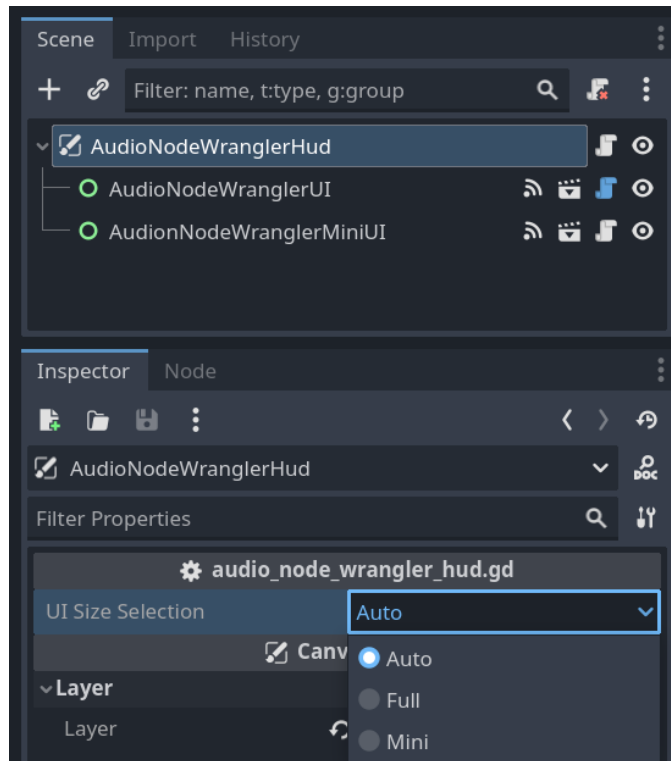 Scene Import History
Filter: name, t:type, g:group
AudioNodeWranglerHud
AudioNodeWranglerUI
AudionNodeWranglerMiniUI
Inspector Node
AudioNodeWranglerHud
DOC
Filter Properties
audio_node_wrangler_hud.gd
UI Size Selection Auto
Canv
Auto
Layer
Full
Layer
Mini